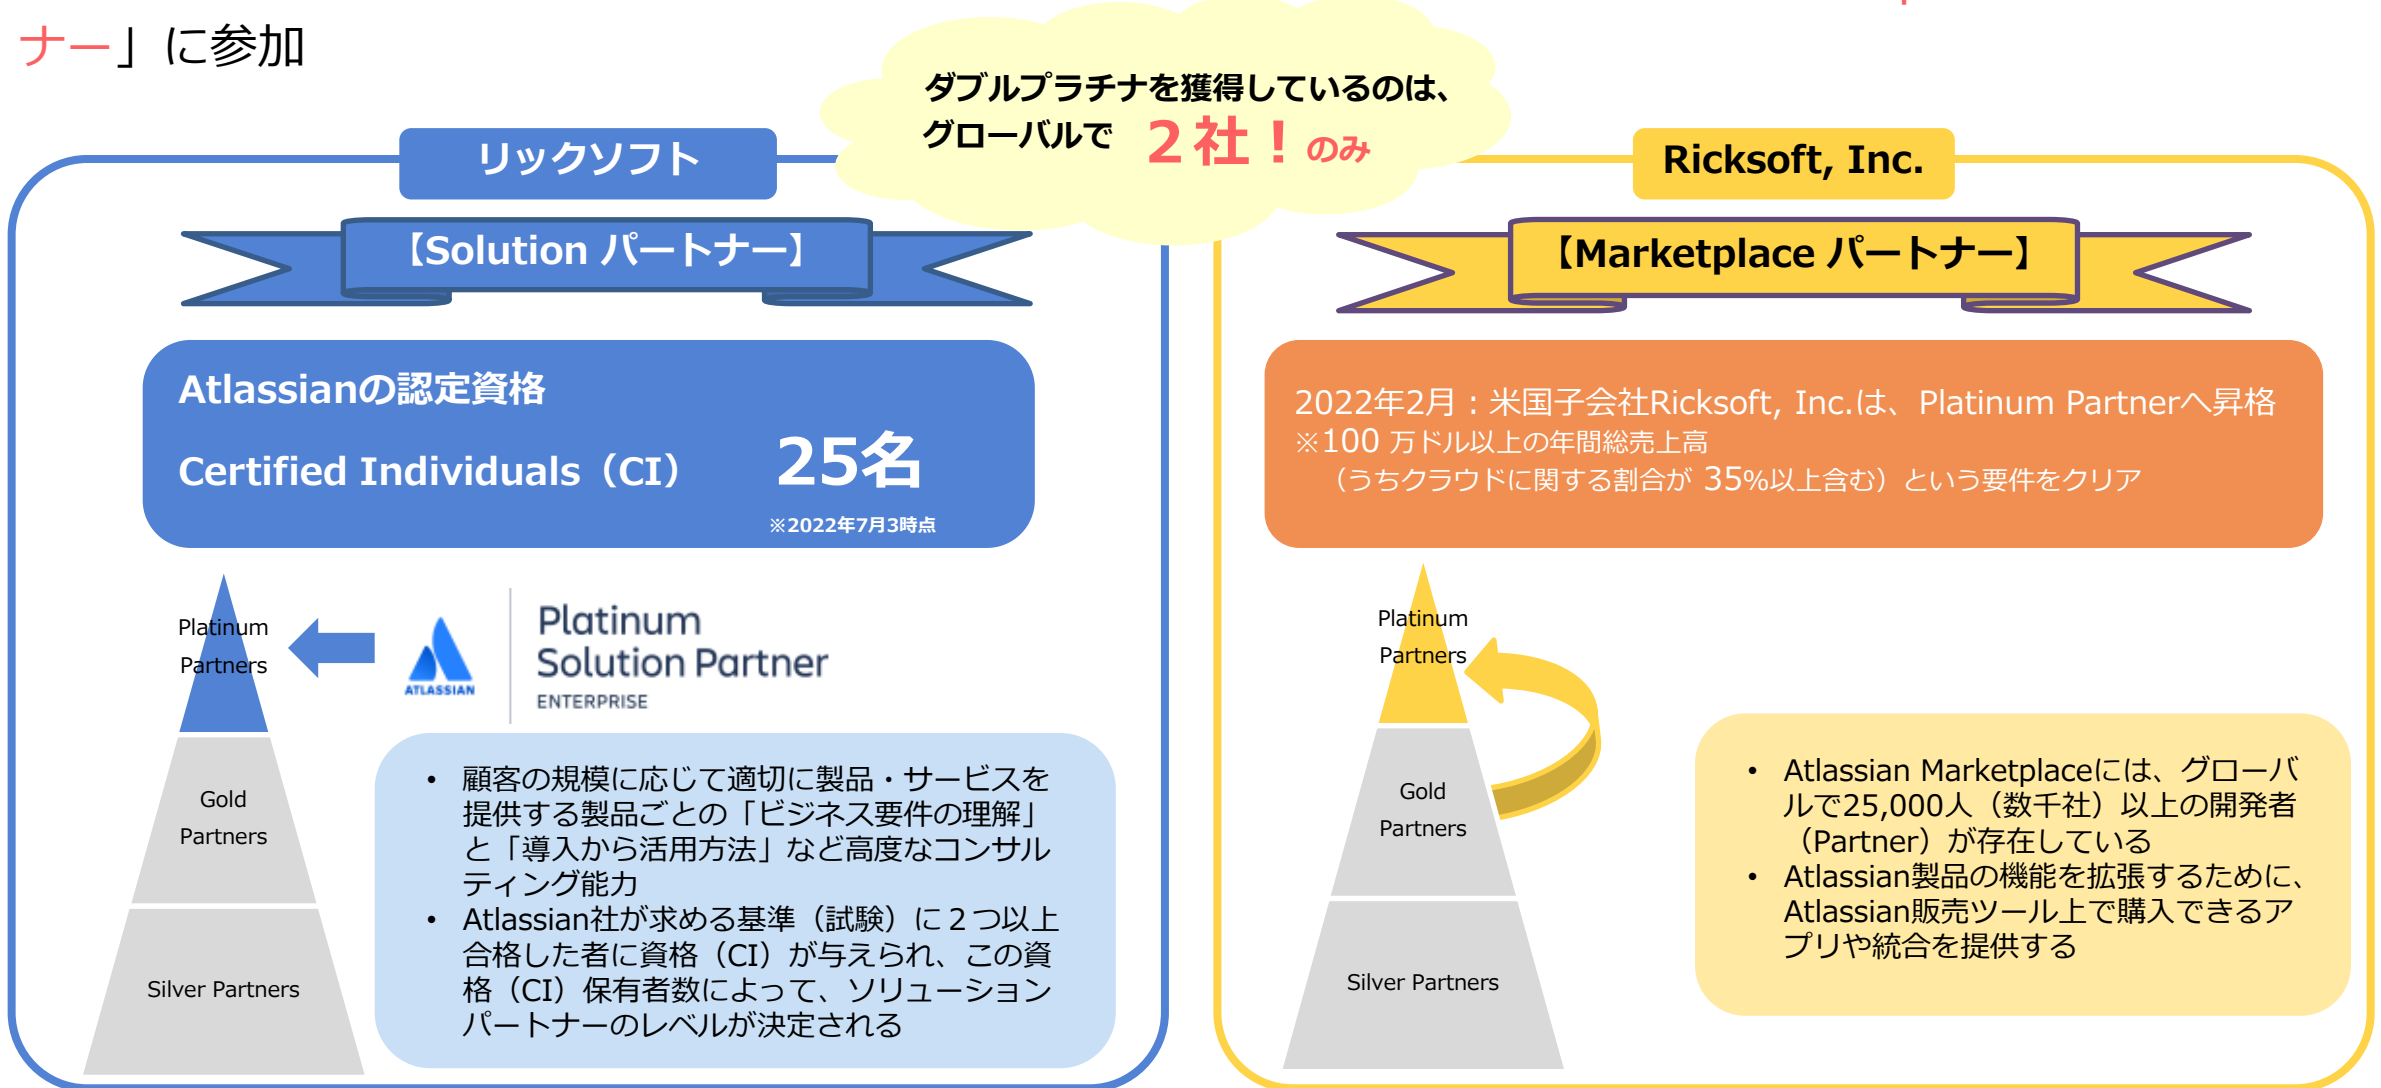 ナー」に参加
ダブルプラチナを獲得しているのは、
グローバルで ２社！のみ
リックソフト
【Solution パートナー】
Atlassianの認定資格
Certified Individuals（CI） 25名
※2022年7月3時点
Platinum
Partners
ATLASSIAN
Platinum
Solution Partner
ENTERPRISE
Gold
Partners
Silver Partners
• 顧客の規模に応じて適切に製品・サービスを
提供する製品ごとの「ビジネス要件の理解」
と「導入から活用方法」など高度なコンサル
ティング能力
• Atlassian社が求める基準（試験）に２つ以上
合格した者に資格（CI）が与えられ、この資
格（CI）保有者数によって、ソリューション
パートナーのレベルが決定される
Ricksoft, Inc.
【Marketplace パートナー】
2022年2月：米国子会社Ricksoft, Inc.は、Platinum Partnerへ昇格
※100 万ドル以上の年間総売上高
（うちクラウドに関する割合が 35%以上含む）という要件をクリア
Platinum
Partners
Gold
Partners
Silver Partners
• Atlassian Marketplaceには、グローバ
ルで25,000人（数千社）以上の開発者
（Partner）が存在している
• Atlassian製品の機能を拡張するために、
Atlassian販売ツール上で購入できるア
プリや統合を提供する